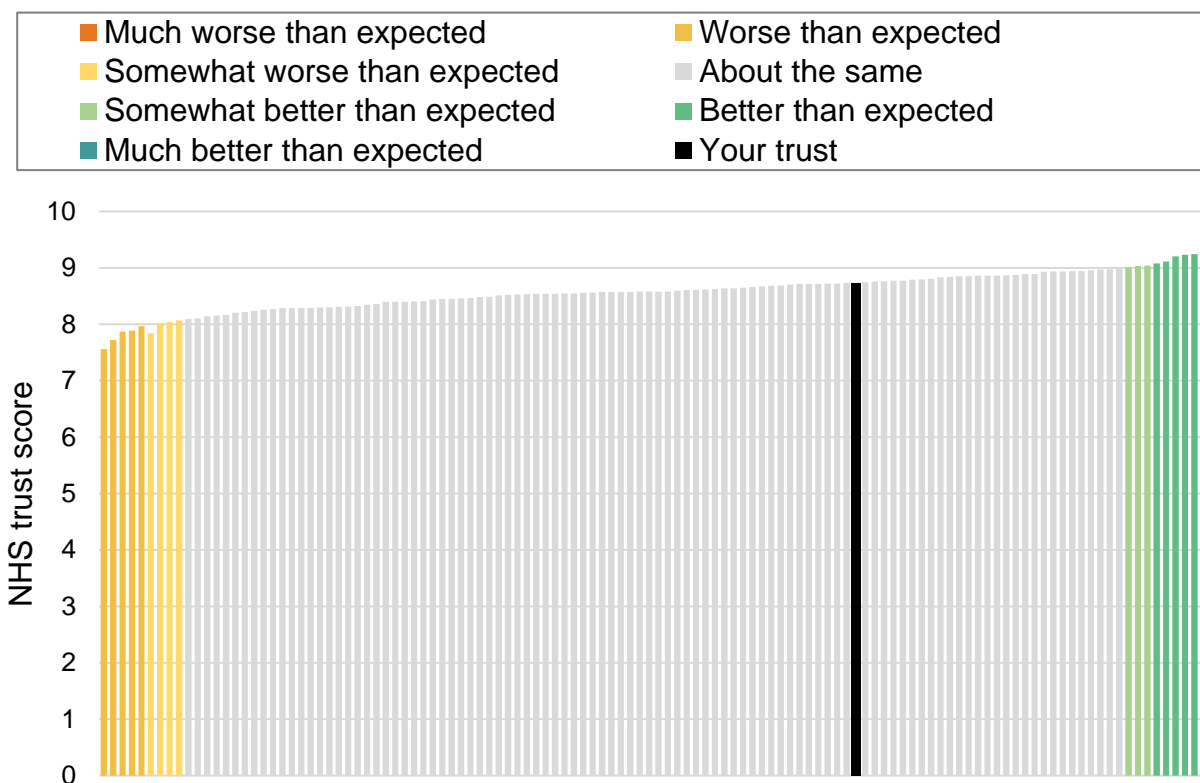 Much worse than expected Worse than expected
Somewhat worse than expected About the same
Somewhat better than expected Better than expected
Much better than expected Your trust
10
9
8
7
6
5
4
3
2
1
0
NHS trust score